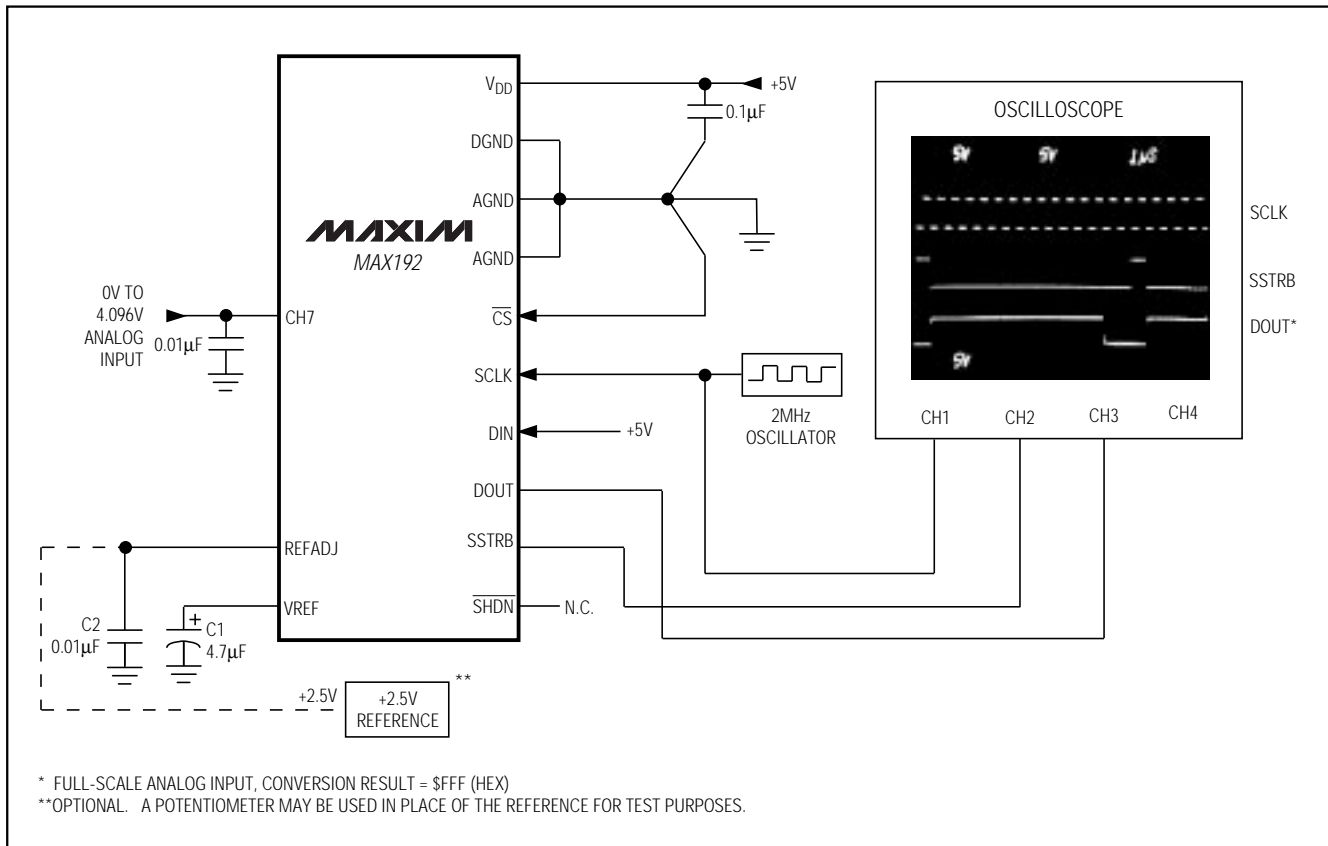 VDD
DGND
AGND
AGND
CS
SCLK
DIN
DOUT
SSTRB
SHDN
CH7
REFADJ
VREF
MAXIM
MAX192
0V TO
4.096V
ANALOG
INPUT
0.01µF
+5V
0.1µF
2MHz
OSCILLATOR
+5V
N.C.
OSCILLOSCOPE
5V
5V
5V
SCLK
SSTRB
DOUT*
CH1
CH2
CH3
CH4
C2
0.01µF
+
C1
4.7µF
+2.5V
+2.5V
REFERENCE
**
* FULL-SCALE ANALOG INPUT, CONVERSION RESULT = $FFF (HEX)
**OPTIONAL. A POTENTIOMETER MAY BE USED IN PLACE OF THE REFERENCE FOR TEST PURPOSES.